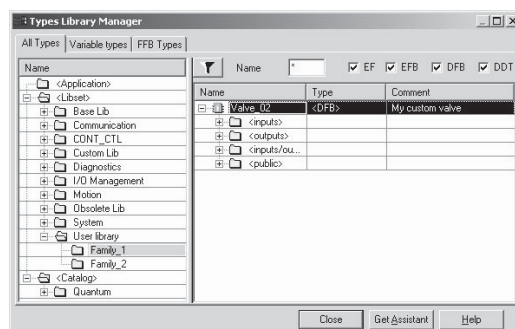 Types Library Manager
All Types Variable types FFB Types
Name
<Application>
<Libset>
Base Lib
Communication
CONT_CTL
Custom Lib
Diagnostics
I/O Management
Motion
Obsolete Lib
System
User library
Family_1
Family_2
<Catalog>
Quantum
Name * EF EFB DFB DDT
Name Type Comment
Valve_02 <DFB> My custom valve
<inputs>
<outputs>
<inputs/ou...
<public>
Close Get Assistant Help